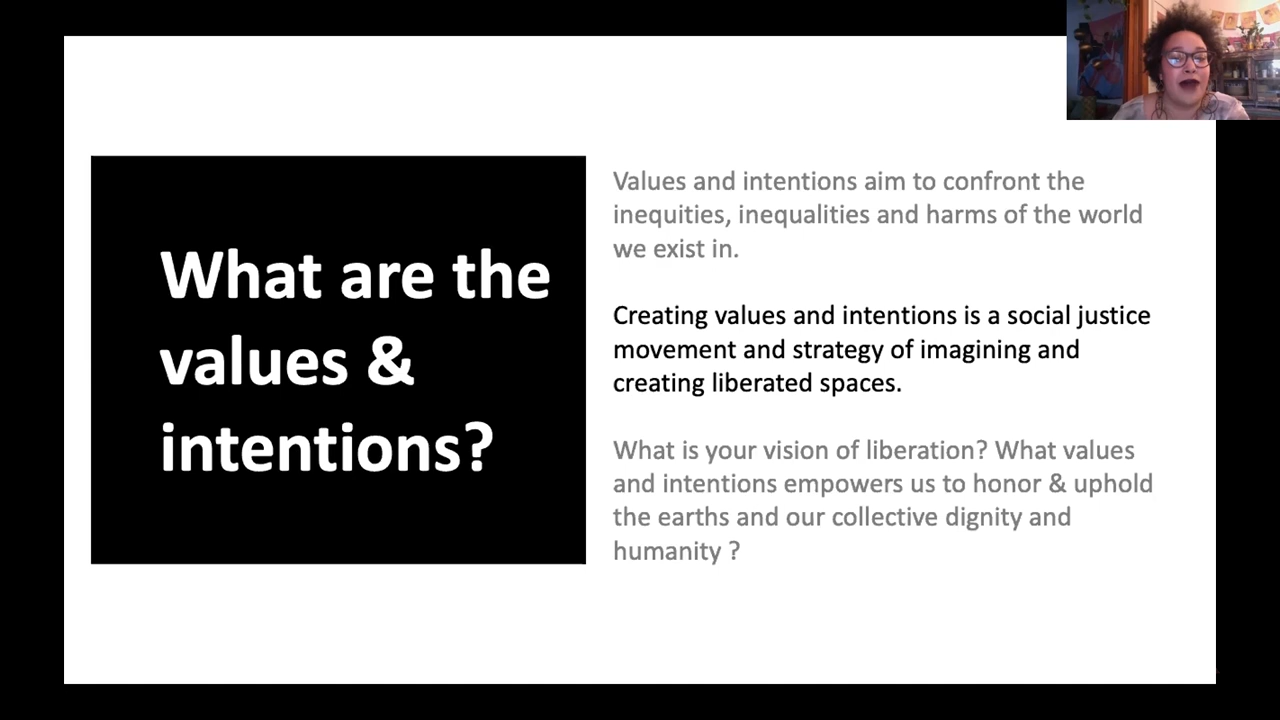 What are the
values &
intentions?
Values and intentions aim to confront the
inequities, inequalities and harms of the world
we exist in.
Creating values and intentions is a social justice
movement and strategy of imagining and
creating liberated spaces.
What is your vision of liberation? What values
and intentions empowers us to honor & uphold
the earths and our collective dignity and
humanity ?